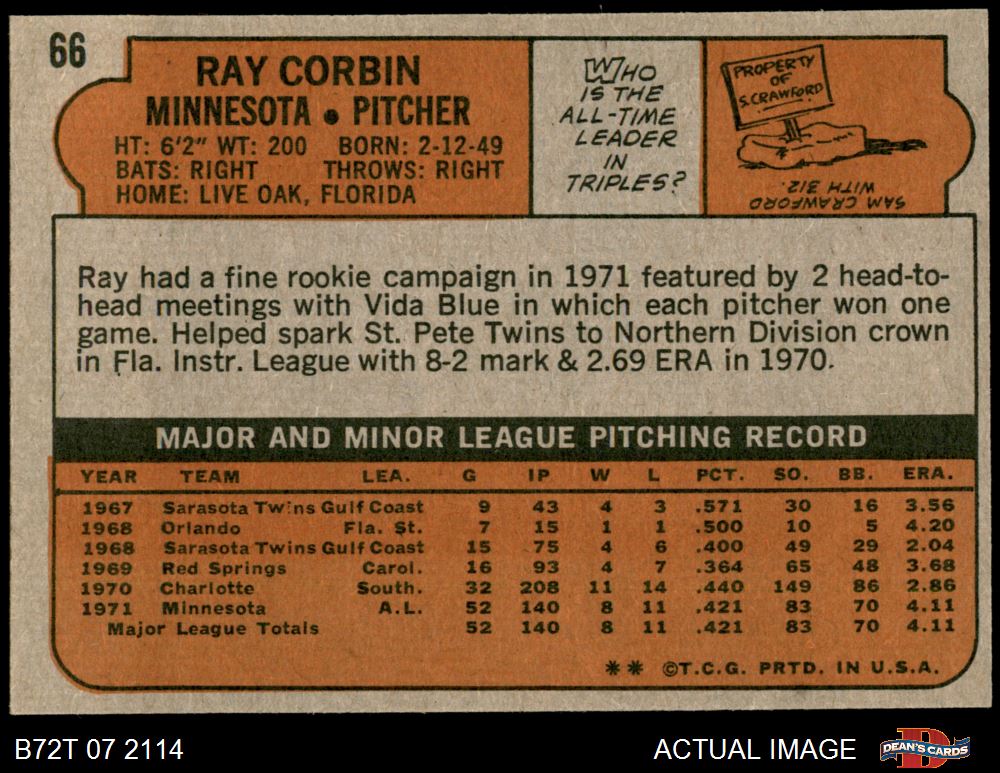 66
RAY CORBIN
MINNESOTA • PITCHER
HT: 6'2" WT: 200 BORN: 2-12-49
BATS: RIGHT THROWS: RIGHT
HOME: LIVE OAK, FLORIDA
WHO
IS THE
ALL-TIME
LEADER
IN
TRIPLES?
PROPERTY
OF
S. CRAWFORD
SAM CRAWFORD
WITH 312.
Ray had a fine rookie campaign in 1971 featured by 2 head-to-
head meetings with Vida Blue in which each pitcher won one
game. Helped spark St. Pete Twins to Northern Division crown
in Fla. Instr. League with 8-2 mark & 2.69 ERA in 1970.
MAJOR AND MINOR LEAGUE PITCHING RECORD
YEAR TEAM LEA. G IP W L PCT. SO. BB. ERA.
1967 Sarasota Twins Gulf Coast 9 43 4 3 .571 30 16 3.56
1968 Orlando Fla. St. 7 15 1 1 .500 10 5 4.20
1968 Sarasota Twins Gulf Coast 15 75 4 6 .400 49 29 2.04
1969 Red Springs Carol. 16 93 4 7 .364 65 48 3.68
1970 Charlotte South. 32 208 11 14 .440 149 86 2.86
1971 Minnesota A.L. 52 140 8 11 .421 83 70 4.11
Major League Totals 52 140 8 11 .421 83 70 4.11
** ©T.C.G. PRTD. IN U.S.A.
B72T 07 2114
ACTUAL IMAGE
DEAN'S CARDS